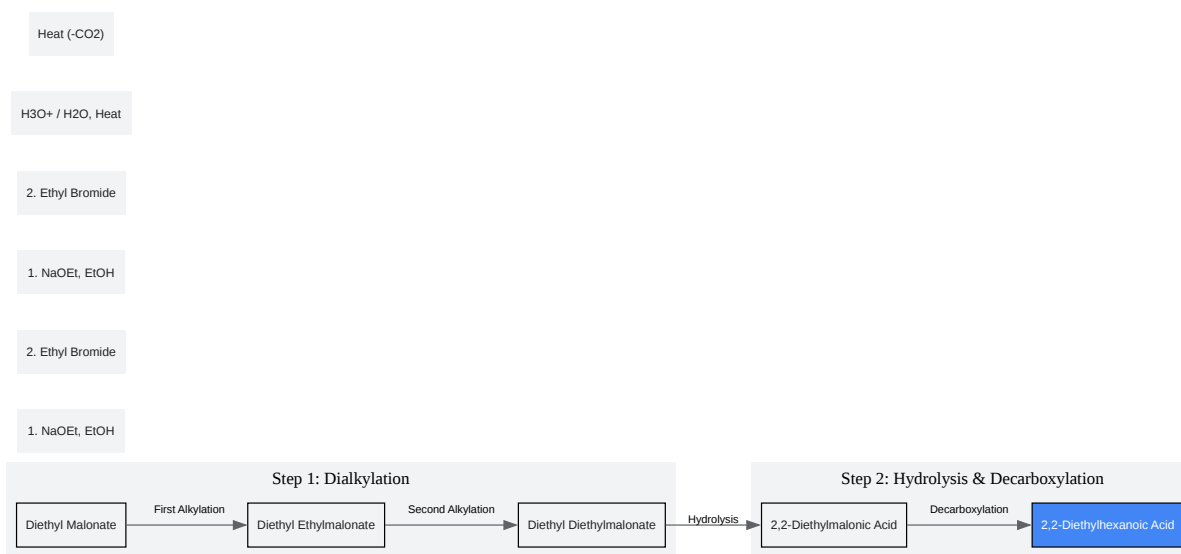 Heat (-CO2)
H3O+ / H2O, Heat
2. Ethyl Bromide
1. NaOEt, EtOH
2. Ethyl Bromide
1. NaOEt, EtOH
Step 1: Dialkylation
Step 2: Hydrolysis & Decarboxylation
Diethyl Malonate
First Alkylation
Diethyl Ethylmalonate
Second Alkylation
Diethyl Diethylmalonate
Hydrolysis
2,2-Diethylmalonic Acid
Decarboxylation
2,2-Diethylhexanoic Acid